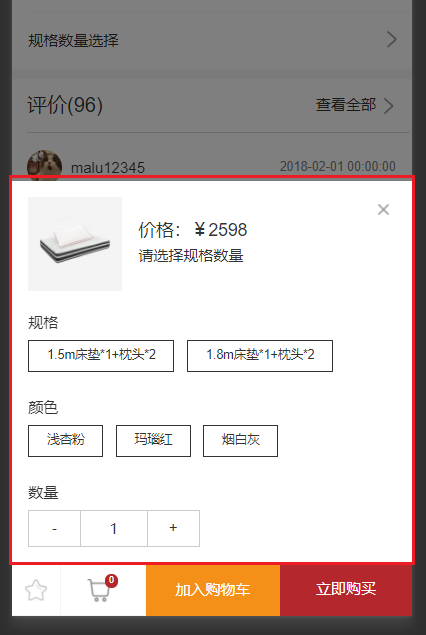 规格数量选择
评价(96)
查看全部
malu12345
2018-02-01 00:00:00
价格：￥2598
请选择规格数量
规格
1.5m床垫*1+枕头*2
1.8m床垫*1+枕头*2
颜色
浅杏粉
玛瑙红
烟白灰
数量
- 1 +
0
加入购物车
立即购买